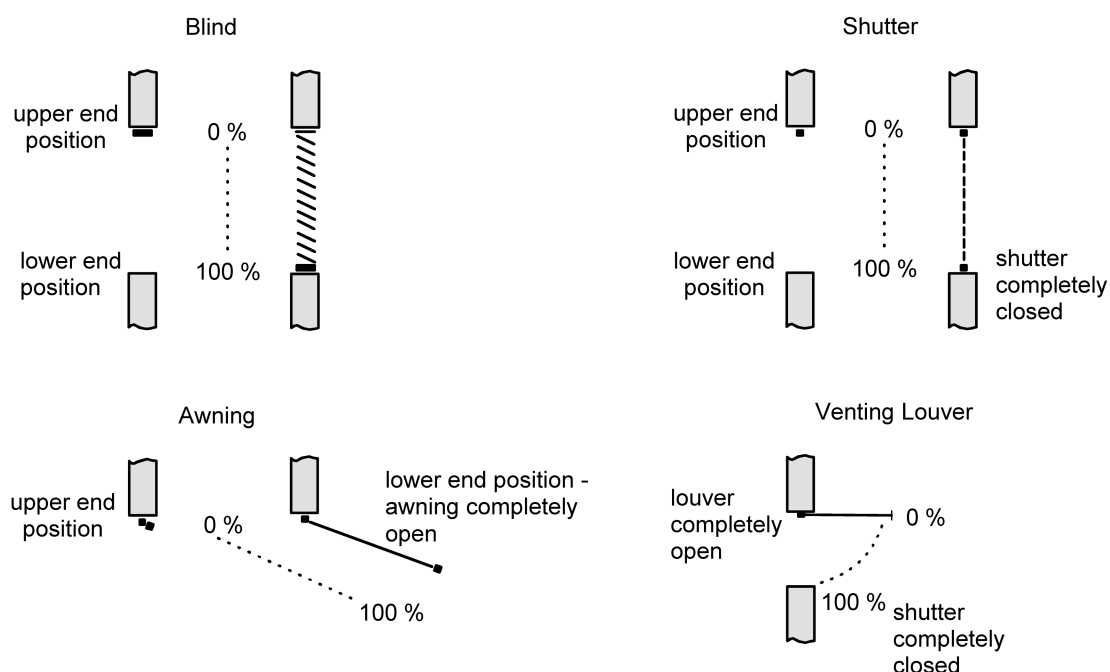 Blind
upper end
position
0 %
lower end
position
100 %
Shutter
upper end
position
0 %
lower end
position
100 %
shutter
completely
closed
Awning
upper end
position
0 %
lower end position -
awning completely
open
100 %
Venting Louver
louver
completely
open
0 %
100 %
shutter
completely
closed